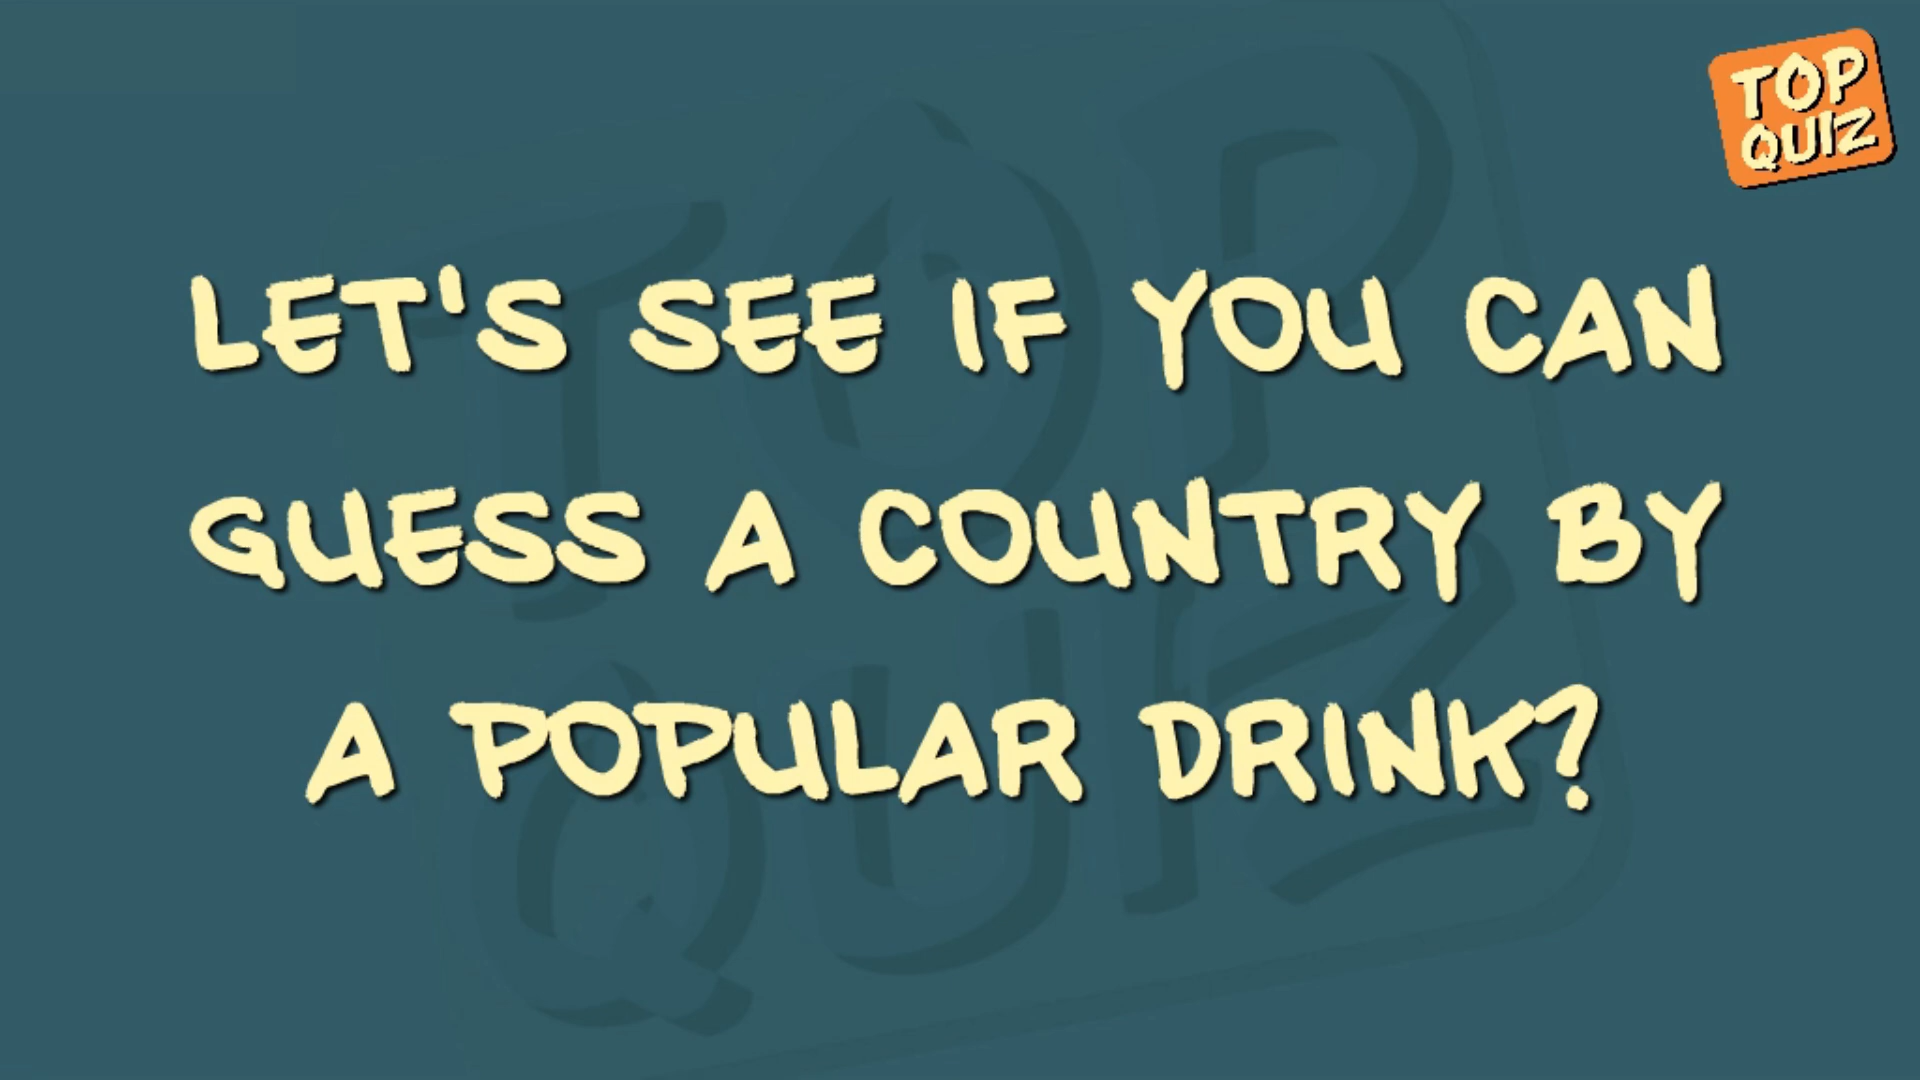 TOP
QUIZ
LET'S SEE IF YOU CAN
GUESS A COUNTRY BY
A POPULAR DRINK?